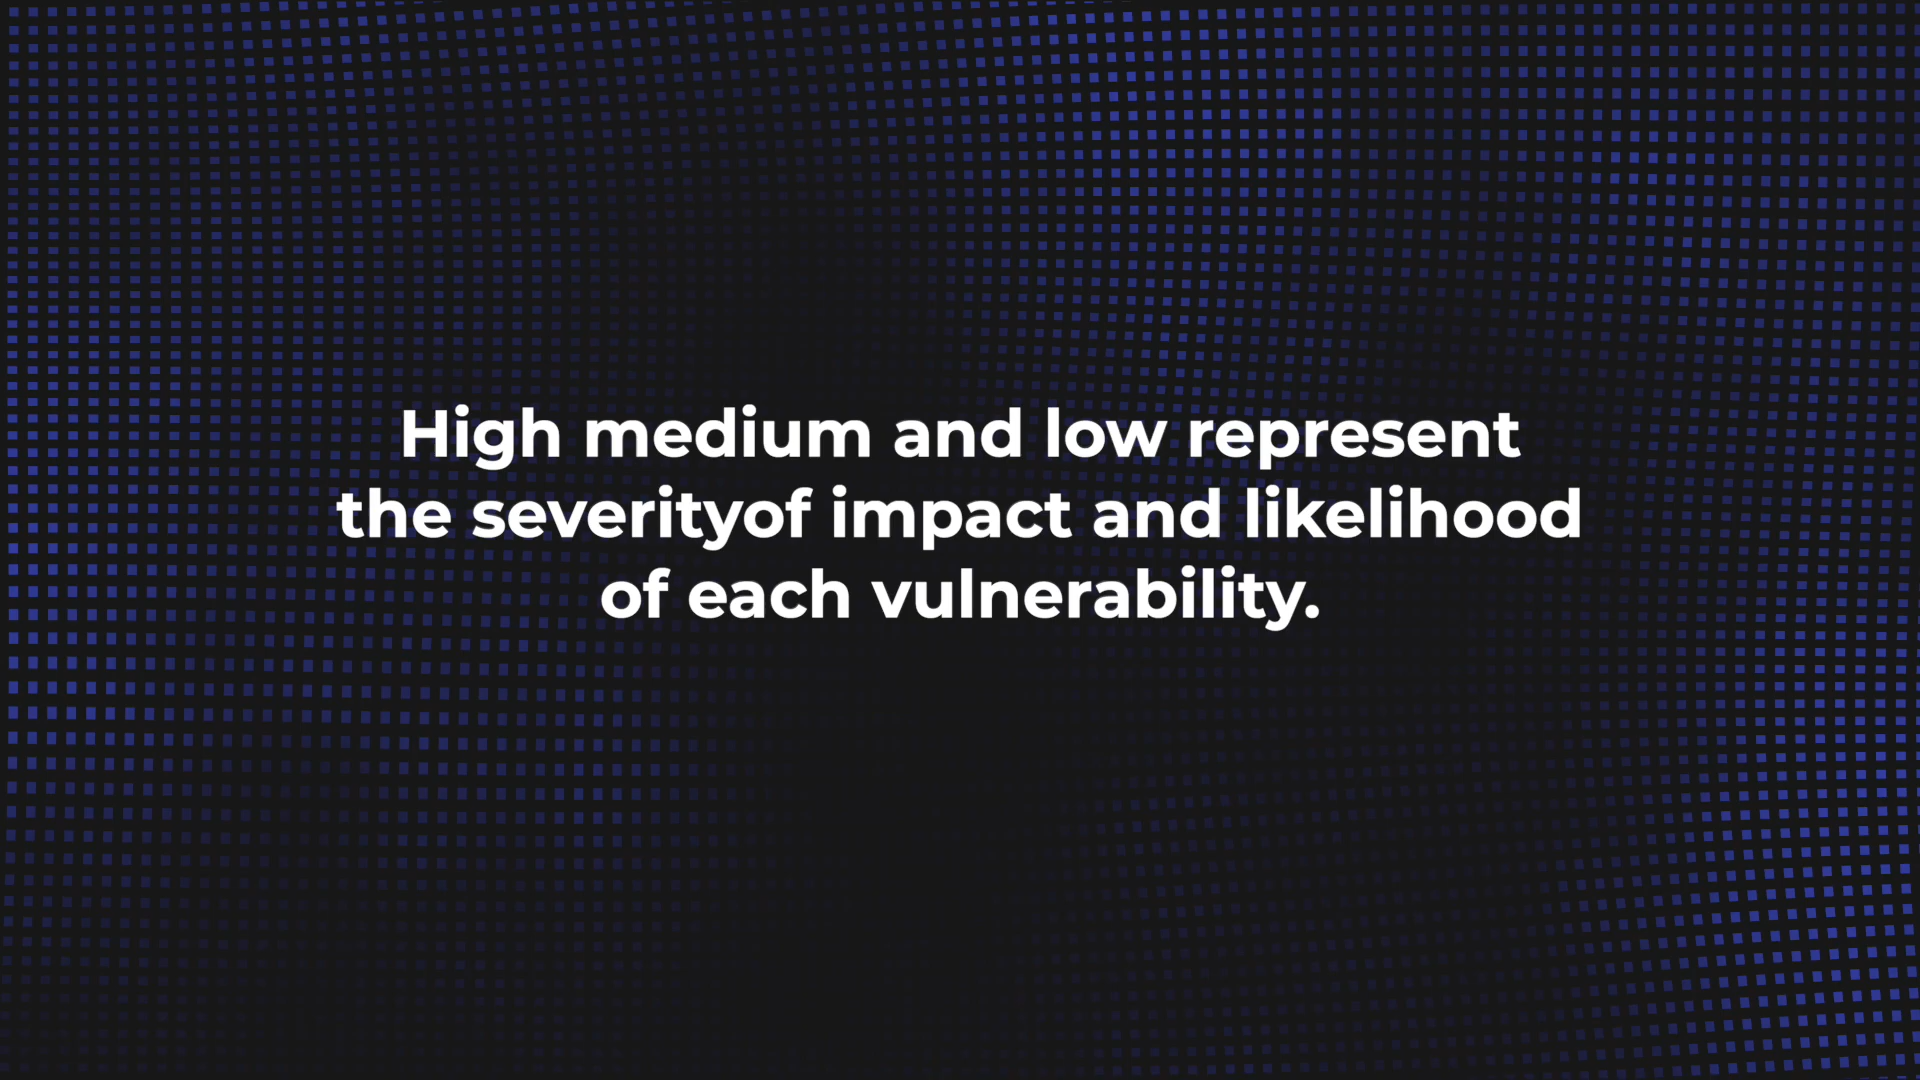 High medium and low represent
the severityof impact and likelihood
of each vulnerability.